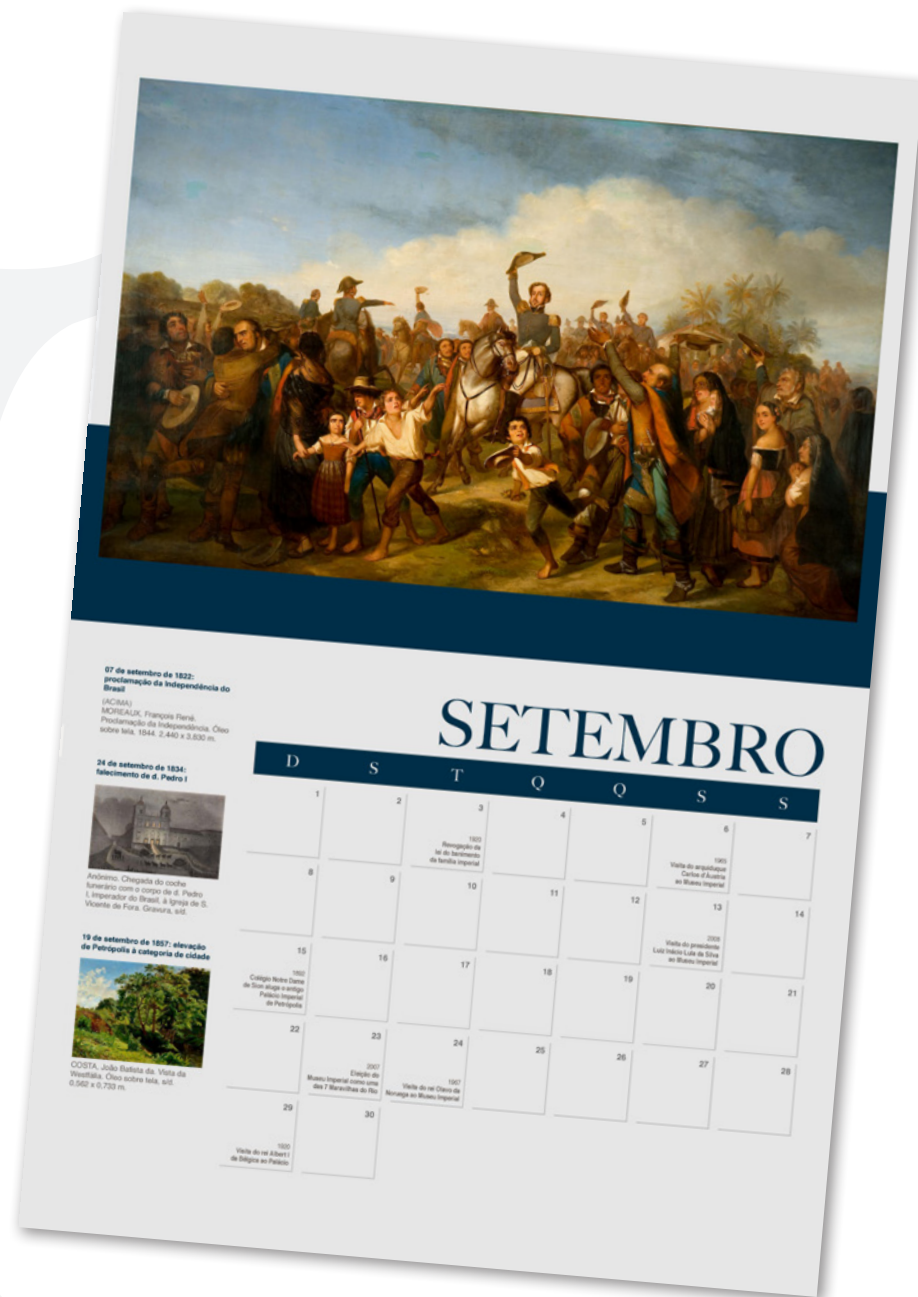 07 de setembro de 1822:
proclamação da Independência do
Brasil
(ACIMA)
MOREAUX, François René.
Proclamação da Independência. Óleo
sobre tela, 1844. 2,440 x 3,830 m.
24 de setembro de 1834:
falecimento de d. Pedro I
Anônimo. Chegada do coche
funerário com o corpo de d. Pedro
I, imperador do Brasil, à Igreja de S.
Vicente de Fora. Gravura, s/d.
19 de setembro de 1857: elevação
de Petrópolis à categoria de cidade
COSTA, João Batista da. Vista da
Westfália. Óleo sobre tela, s/d.
0,562 x 0,733 m.
SETEMBRO
D S T Q Q S S
1 2 3 4 5 6 7
1920
Revogação da
lei do banimento
da família imperial
Visita do arquiduque
Carlos d'Áustria
ao Museu Imperial
8 9 10 11 12 13 14
Visita do presidente
Luiz Inácio Lula da Silva
ao Museu Imperial
15 16 17 18 19 20 21
1892
Colégio Notre Dame
de Sion aluga o antigo
Palácio Imperial
de Petrópolis
22 23 24 25 26 27 28
2007
Eleição do
Museu Imperial como uma
das 7 Maravilhas do Rio
1967
Visita do rei Olavo da
Noruega ao Museu Imperial
29 30
1920
Visita do rei Albert I
da Bélgica ao Palácio